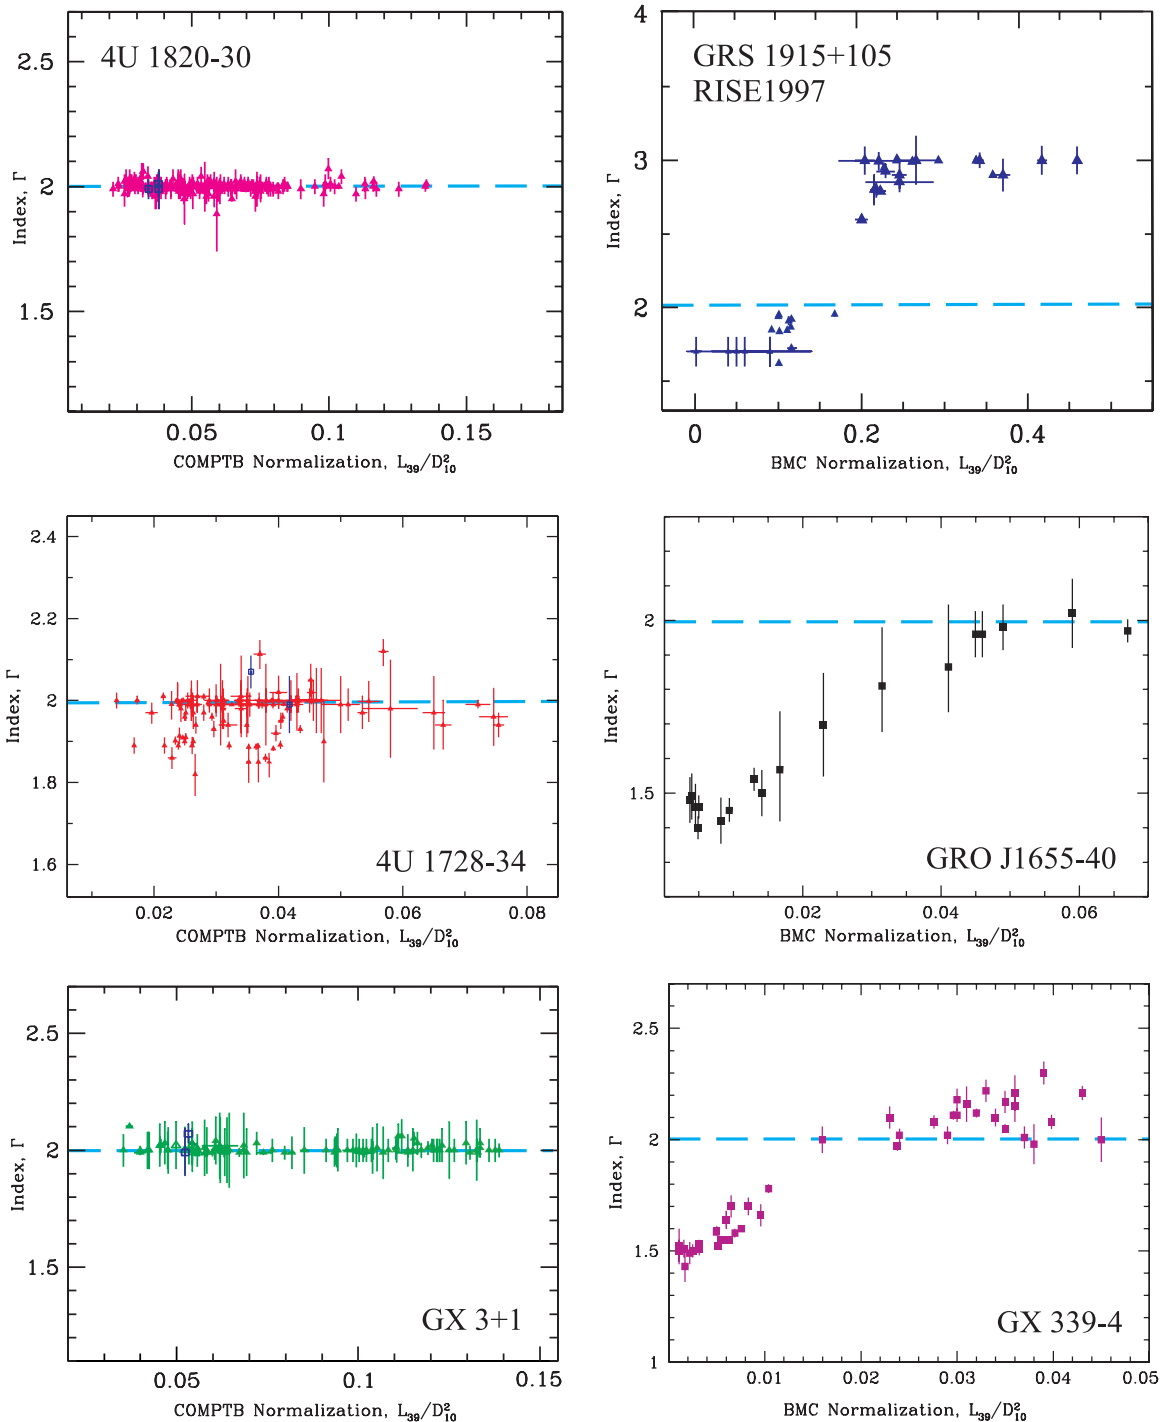 4U 1820-30
2.5
2
1.5
Index, Γ
0.05 0.1 0.15
COMPTB Normalization, L₃₉/D²₁₀
GRS 1915+105
RISE1997
4
3
2
Index, Γ
0 0.2 0.4
BMC Normalization, L₃₉/D²₁₀
2.4
2.2
2
1.8
1.6
Index, Γ
4U 1728-34
0.02 0.04 0.06 0.08
COMPTB Normalization, L₃₉/D²₁₀
2
1.5
Index, Γ
GRO J1655-40
0.02 0.04 0.06
BMC Normalization, L₃₉/D²₁₀
2.5
2
1.5
Index, Γ
GX 3+1
0.05 0.1 0.15
COMPTB Normalization, L₃₉/D²₁₀
2.5
2
1.5
1
Index, Γ
GX 339-4
0.01 0.02 0.03 0.04 0.05
BMC Normalization, L₃₉/D²₁₀